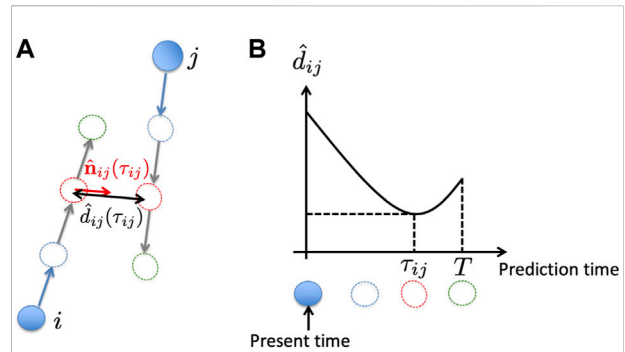 A
j
n̂ij(τij)
d̂ij(τij)
i
B
d̂ij
τij
T
Prediction time
Present time